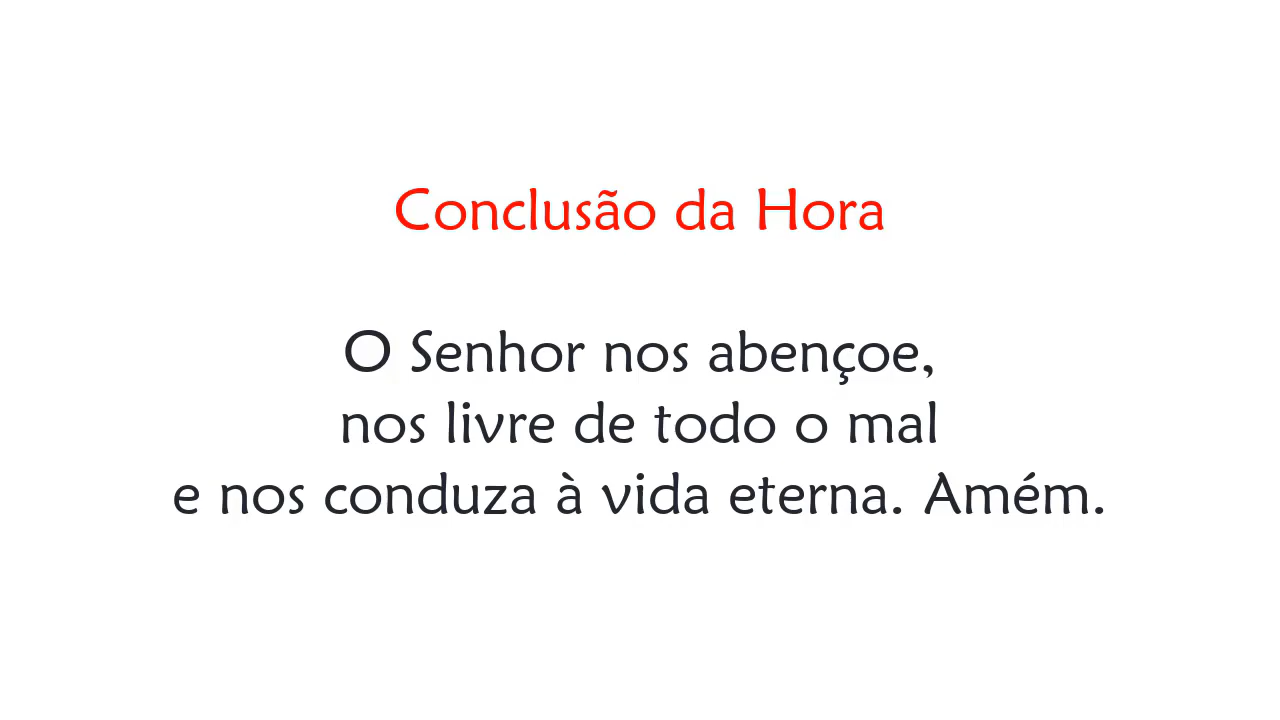 Conclusão da Hora
O Senhor nos abençoe,
nos livre de todo o mal
e nos conduza à vida eterna. Amém.